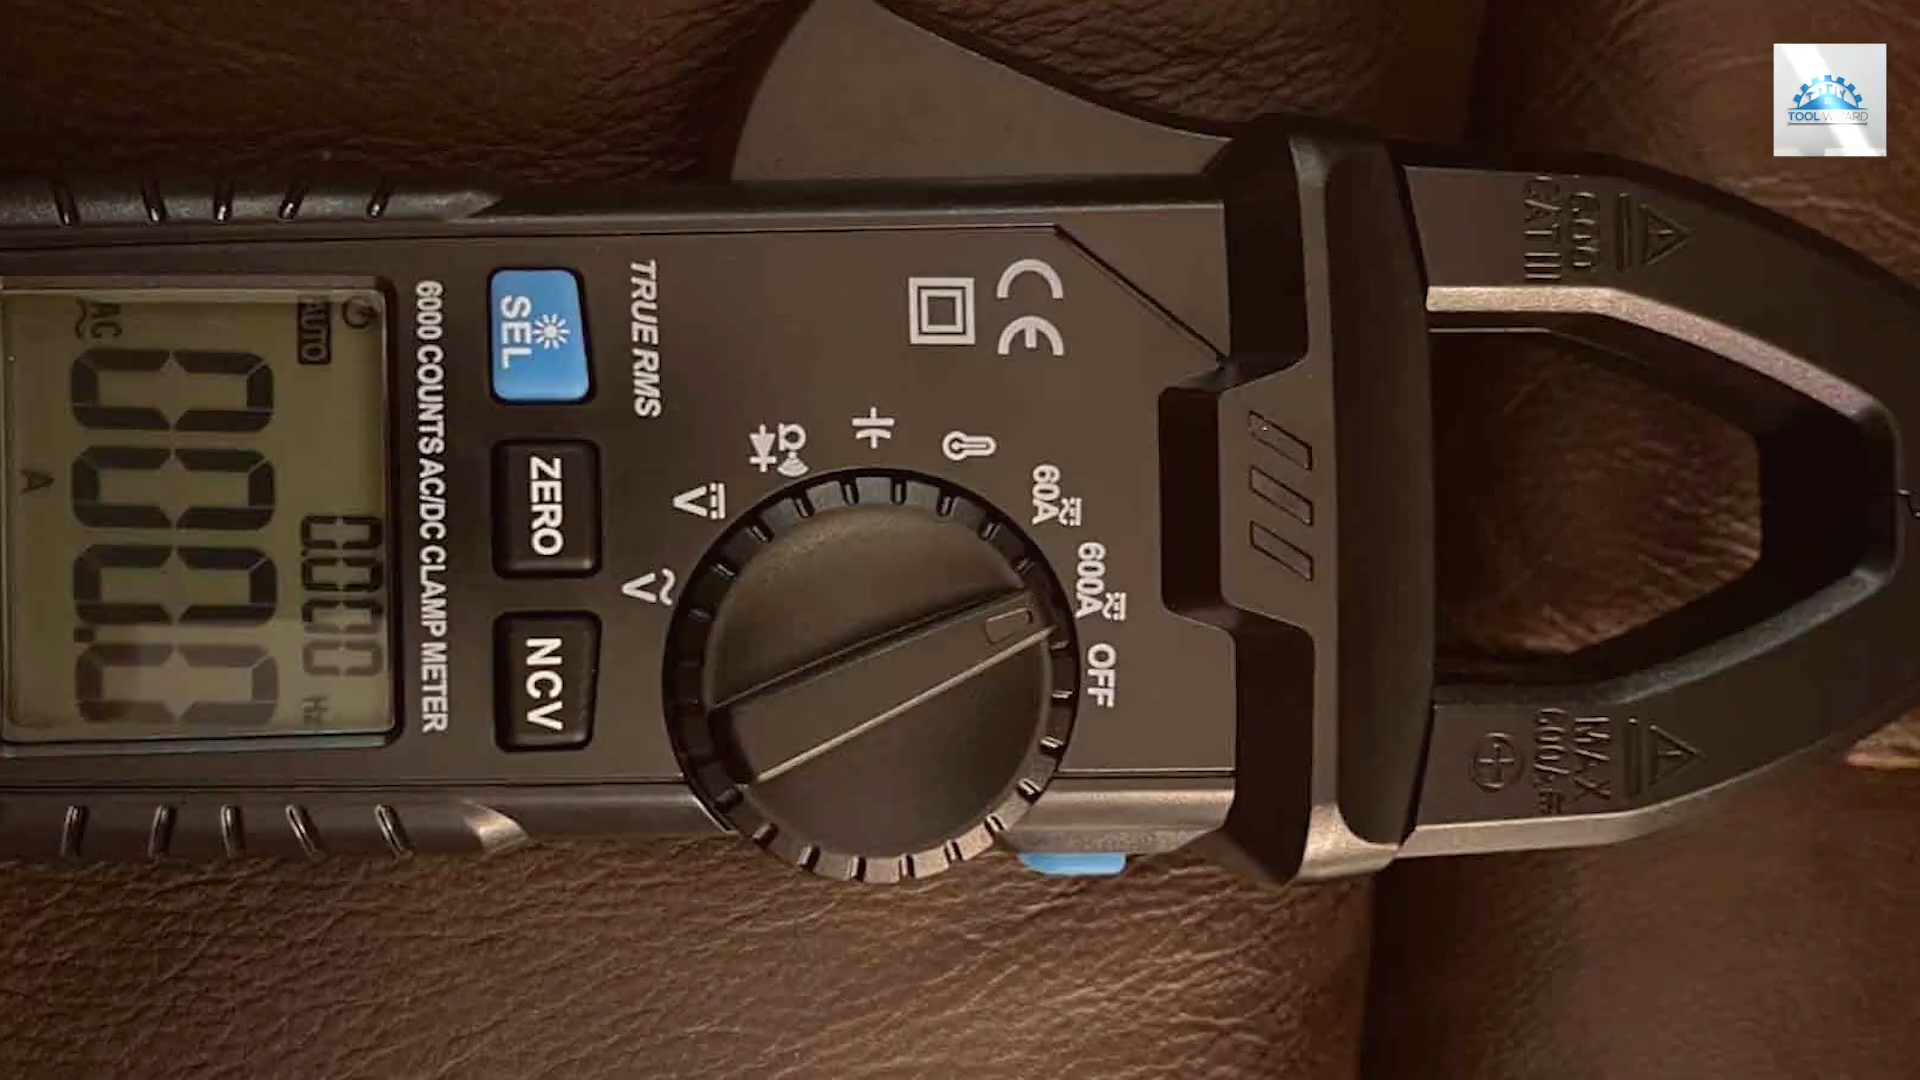 TOOL WIZARD
CAT III
600
MAX
600A
CE
60A
600A
OFF
V
V
TRUE RMS
SEL
ZERO
NCV
6000 COUNTS AC/DC CLAMP METER
AUTO
0.000
Hz
AC
000.0
A